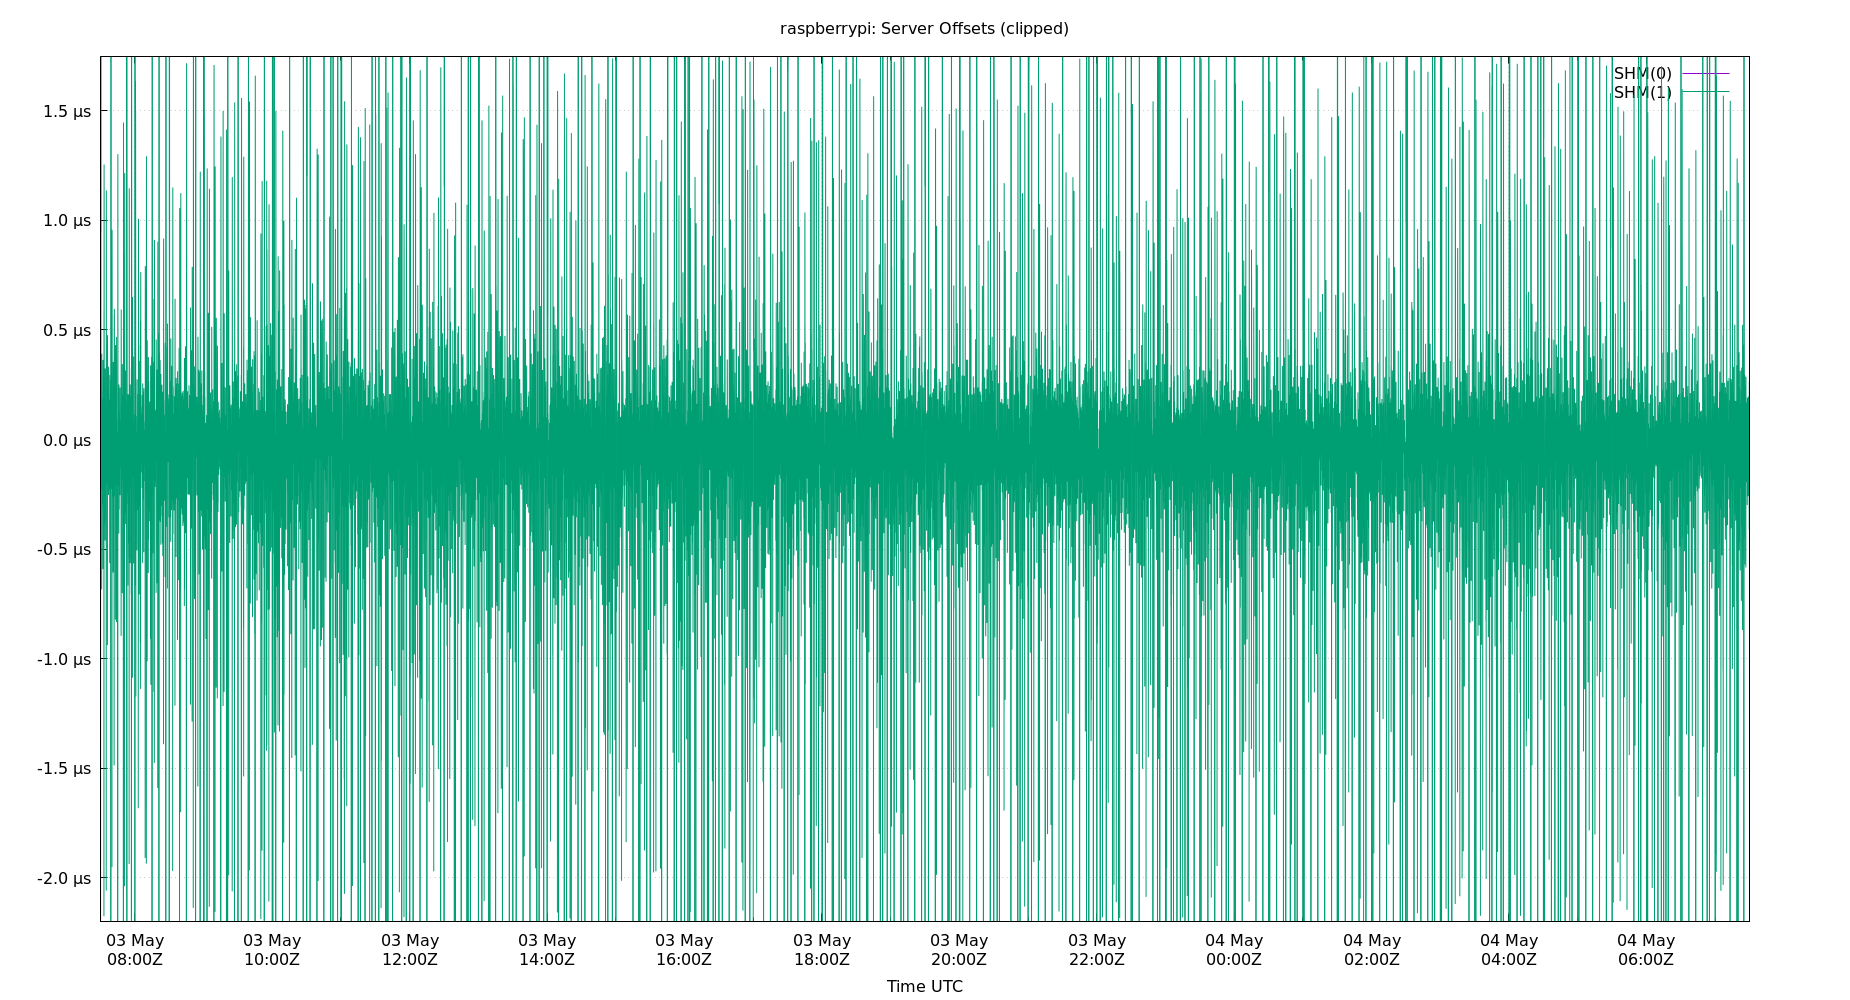 raspberrypi: Server Offsets (clipped)
SHM(0)
SHM(1)
1.5 µs
1.0 µs
0.5 µs
0.0 µs
-0.5 µs
-1.0 µs
-1.5 µs
-2.0 µs
03 May 03 May 03 May 03 May 03 May 03 May 03 May 03 May 04 May 04 May 04 May 04 May
08:00Z 10:00Z 12:00Z 14:00Z 16:00Z 18:00Z 20:00Z 22:00Z 00:00Z 02:00Z 04:00Z 06:00Z
Time UTC